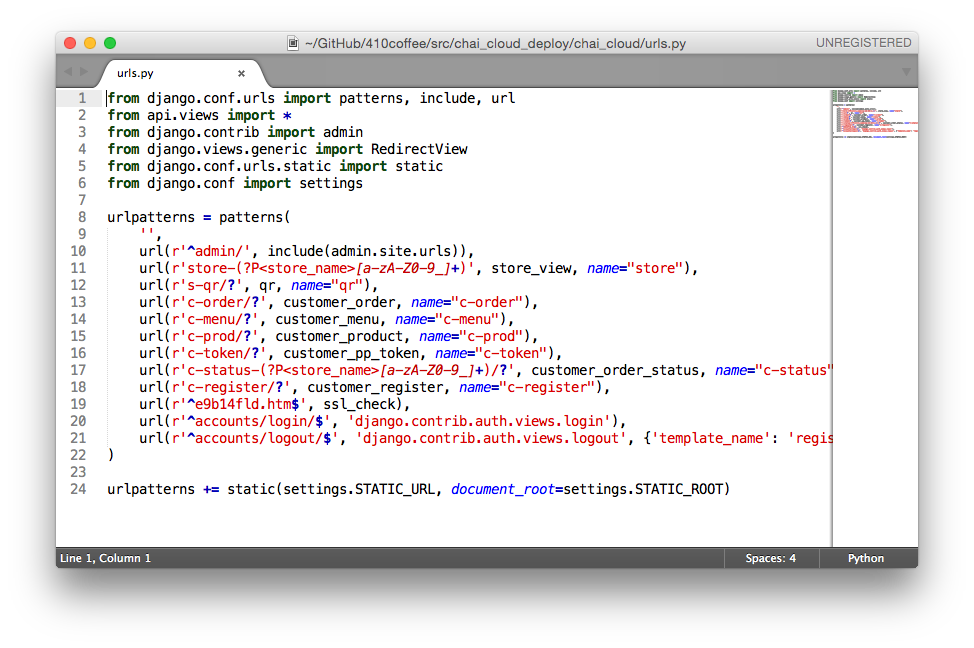 ~/GitHub/410coffee/src/chai_cloud_deploy/chai_cloud/urls.py UNREGISTERED
urls.py ×
1 from django.conf.urls import patterns, include, url
2 from api.views import *
3 from django.contrib import admin
4 from django.views.generic import RedirectView
5 from django.conf.urls.static import static
6 from django.conf import settings
7
8 urlpatterns = patterns(
9     '',
10     url(r'^admin/', include(admin.site.urls)),
11     url(r'store-(?P<store_name>[a-zA-Z0-9_]+)', store_view, name="store"),
12     url(r's-qr/?', qr, name="qr"),
13     url(r'c-order/?', customer_order, name="c-order"),
14     url(r'c-menu/?', customer_menu, name="c-menu"),
15     url(r'c-prod/?', customer_product, name="c-prod"),
16     url(r'c-token/?', customer_pp_token, name="c-token"),
17     url(r'c-status-(?P<store_name>[a-zA-Z0-9_]+)/?', customer_order_status, name="c-status"
18     url(r'c-register/?', customer_register, name="c-register"),
19     url(r'^e9b14fld.htm$', ssl_check),
20     url(r'^accounts/login/$', 'django.contrib.auth.views.login'),
21     url(r'^accounts/logout/$', 'django.contrib.auth.views.logout', {'template_name': 'regis
22 )
23
24 urlpatterns += static(settings.STATIC_URL, document_root=settings.STATIC_ROOT)
Line 1, Column 1 Spaces: 4 Python